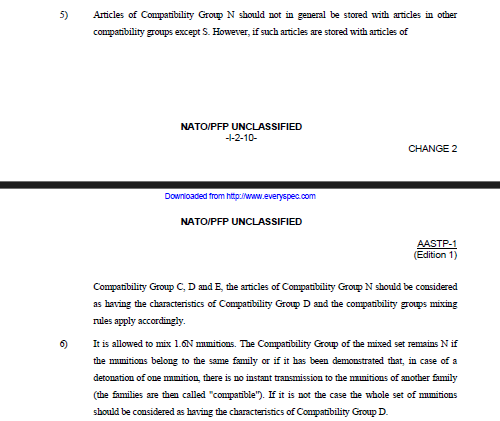 5) Articles of Compatibility Group N should not in general be stored with articles in other
compatibility groups except S. However, if such articles are stored with articles of
NATO/PFP UNCLASSIFIED
-I-2-10-
CHANGE 2
Downloaded from http://www.everyspec.com
NATO/PFP UNCLASSIFIED
AASTP-1
(Edition 1)
Compatibility Group C, D and E, the articles of Compatibility Group N should be considered
as having the characteristics of Compatibility Group D and the compatibility groups mixing
rules apply accordingly.
6) It is allowed to mix 1.6N munitions. The Compatibility Group of the mixed set remains N if
the munitions belong to the same family or if it has been demonstrated that, in case of a
detonation of one munition, there is no instant transmission to the munitions of another family
(the families are then called "compatible"). If it is not the case the whole set of munitions
should be considered as having the characteristics of Compatibility Group D.